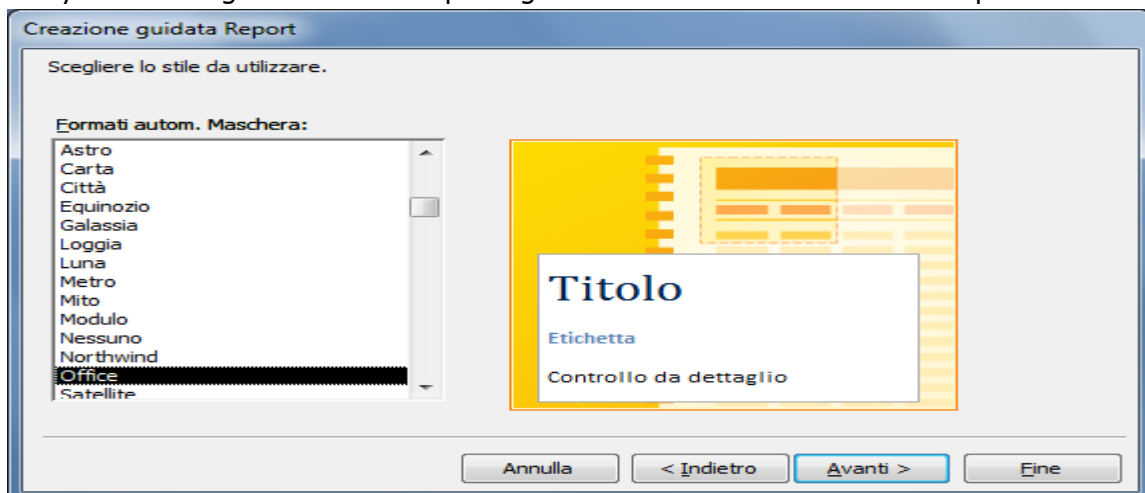 Creazione guidata Report
Scegliere lo stile da utilizzare.
Formati autom. Maschera:
Astro
Carta
Città
Equinozio
Galassia
Loggia
Luna
Metro
Mito
Modulo
Nessuno
Northwind
Office
Satellite
Titolo
Etichetta
Controllo da dettaglio
Annulla
< Indietro
Avanti >
Fine